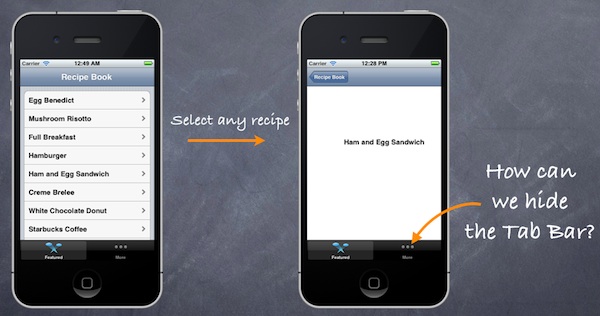 Carrier 12:49 AM
Recipe Book
Egg Benedict
Mushroom Risotto
Full Breakfast
Hamburger
Ham and Egg Sandwich
Creme Brelee
White Chocolate Donut
Starbucks Coffee
Featured More
Select any recipe
Carrier 12:28 PM
Recipe Book
Ham and Egg Sandwich
Featured More
How can
we hide
the Tab Bar?